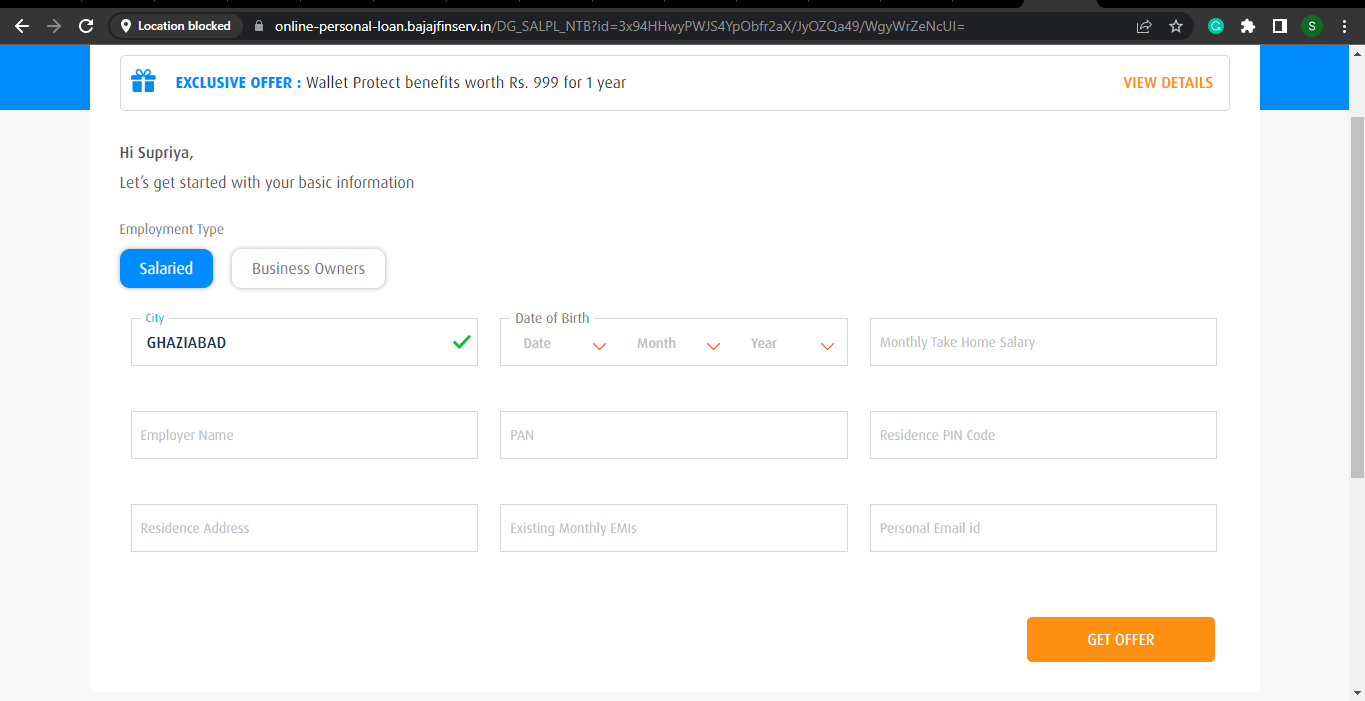 Location blocked
online-personal-loan.bajajfinserv.in/DG_SALPL_NTB?id=3x94HHwyPWJS4YpObfr2aX/JyOZQa49/WgyWrZeNcUI=
S
EXCLUSIVE OFFER : Wallet Protect benefits worth Rs. 999 for 1 year
VIEW DETAILS
Hi Supriya,
Let's get started with your basic information
Employment Type
Salaried
Business Owners
City
GHAZIABAD
Date of Birth
Date Month Year
Monthly Take Home Salary
Employer Name
PAN
Residence PIN Code
Residence Address
Existing Monthly EMIs
Personal Email id
GET OFFER